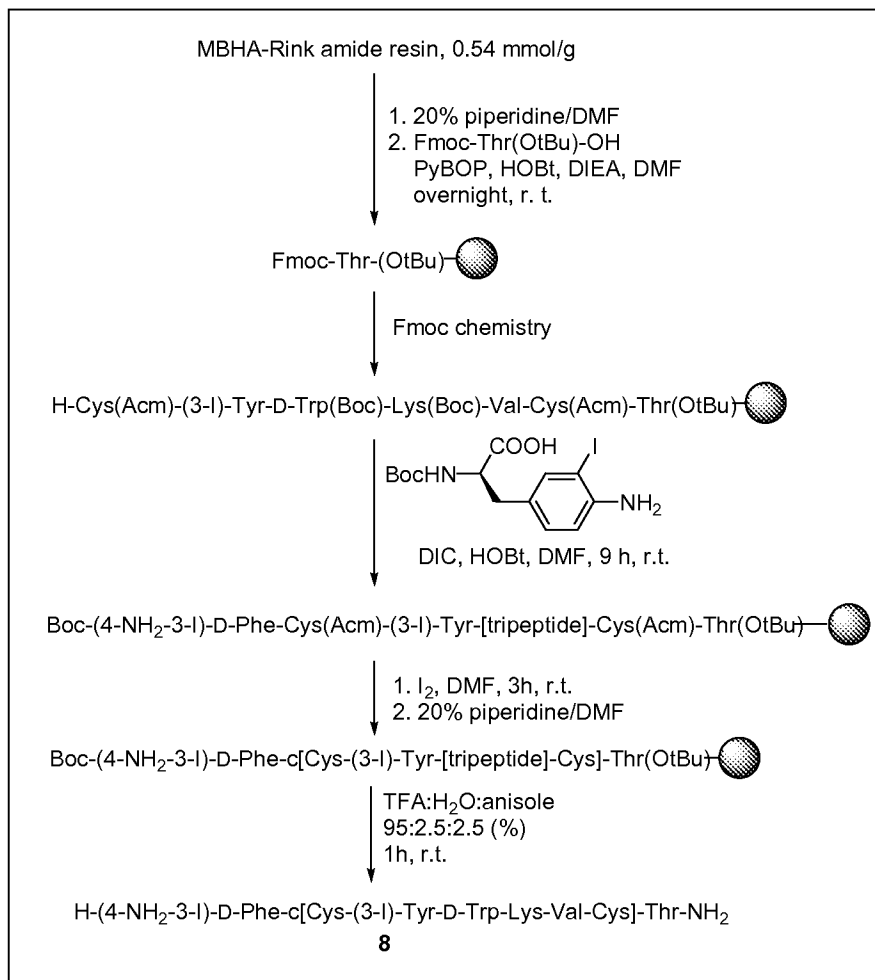 MBHA-Rink amide resin, 0.54 mmol/g
1. 20% piperidine/DMF
2. Fmoc-Thr(OtBu)-OH
PyBOP, HOBt, DIEA, DMF
overnight, r. t.
Fmoc-Thr-(OtBu)
Fmoc chemistry
H-Cys(Acm)-(3-I)-Tyr-D-Trp(Boc)-Lys(Boc)-Val-Cys(Acm)-Thr(OtBu)
COOH
I
BocHN
NH2
DIC, HOBt, DMF, 9 h, r.t.
Boc-(4-NH2-3-I)-D-Phe-Cys(Acm)-(3-I)-Tyr-[tripeptide]-Cys(Acm)-Thr(OtBu)
1. I2, DMF, 3h, r.t.
2. 20% piperidine/DMF
Boc-(4-NH2-3-I)-D-Phe-c[Cys-(3-I)-Tyr-[tripeptide]-Cys]-Thr(OtBu)
TFA:H2O:anisole
95:2.5:2.5 (%)
1h, r.t.
H-(4-NH2-3-I)-D-Phe-c[Cys-(3-I)-Tyr-D-Trp-Lys-Val-Cys]-Thr-NH2
8